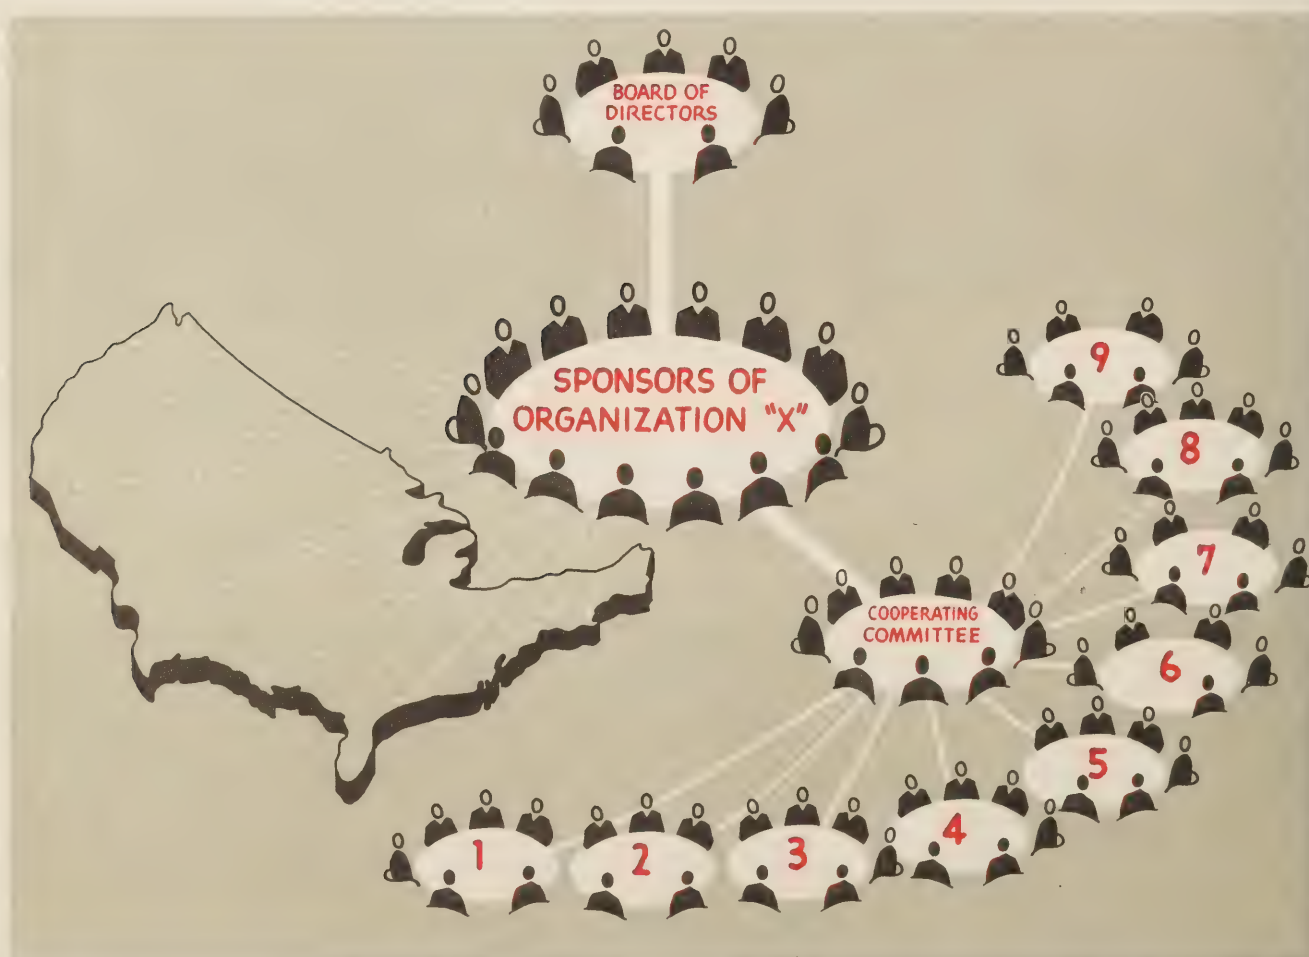 BOARD OF
DIRECTORS
SPONSORS OF
ORGANIZATION "X"
COOPERATING
COMMITTEE
9
8
7
6
5
4
3
2
1